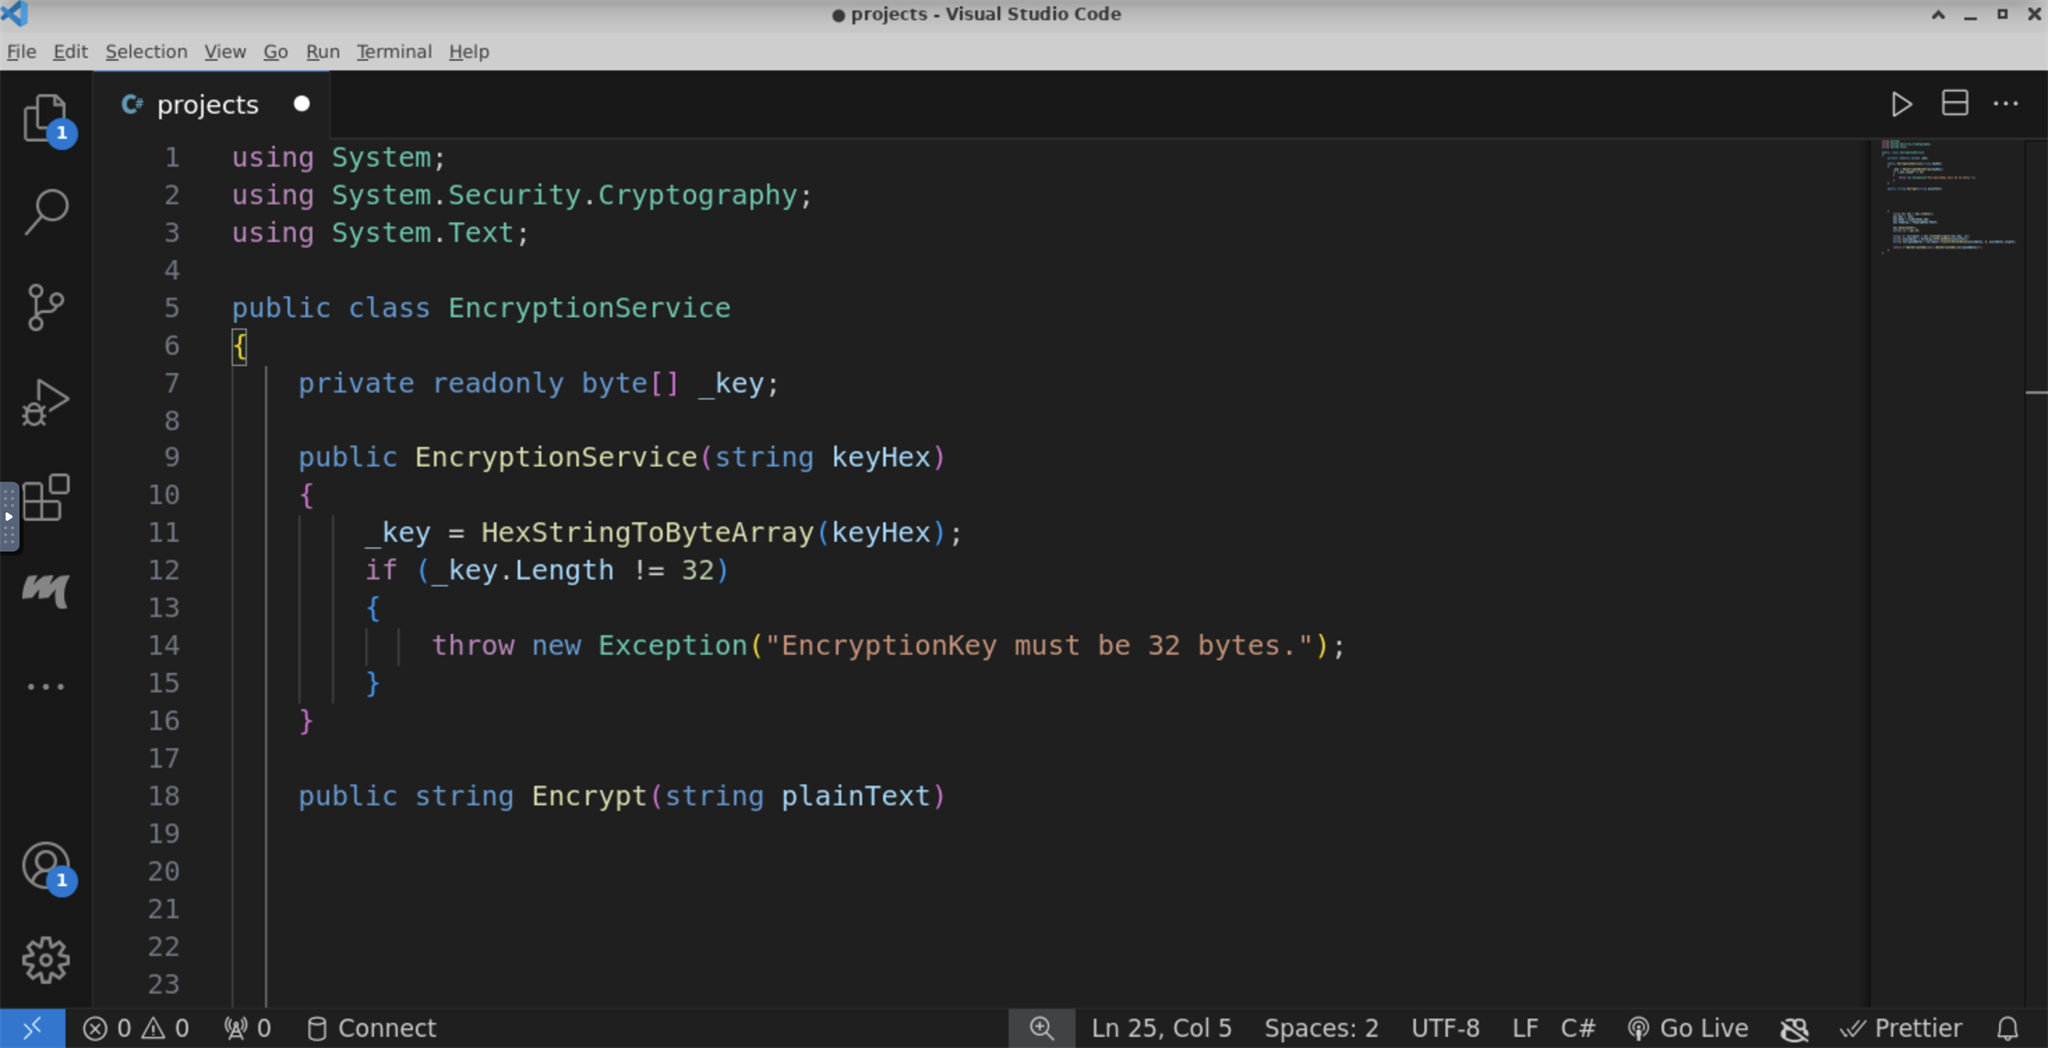 projects - Visual Studio Code
File Edit Selection View Go Run Terminal Help
C# projects
1 using System;
2 using System.Security.Cryptography;
3 using System.Text;
4
5 public class EncryptionService
6 {
7 private readonly byte[] _key;
8
9 public EncryptionService(string keyHex)
10 {
11 _key = HexStringToByteArray(keyHex);
12 if (_key.Length != 32)
13 {
14 throw new Exception("EncryptionKey must be 32 bytes.");
15 }
16 }
17
18 public string Encrypt(string plainText)
19
20
21
22
23
1
1
0 0 0 Connect Ln 25, Col 5 Spaces: 2 UTF-8 LF C# Go Live Prettier